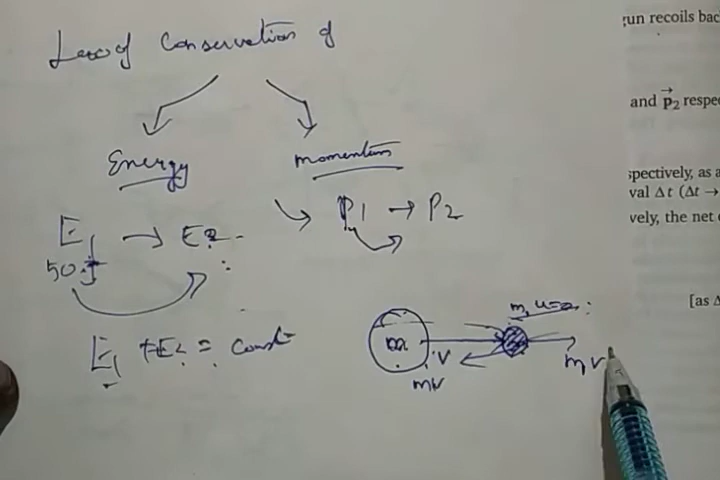 Law of Conservation of
Energy
Momentum
E1 → E2
50J
P1 → P2
E1 + E2 = Const
m, u=0
m
V
mv
m, v
gun recoils bac
and p2 respe
spectively, as a
val Δt (Δt →
vely, the net
[as Δ